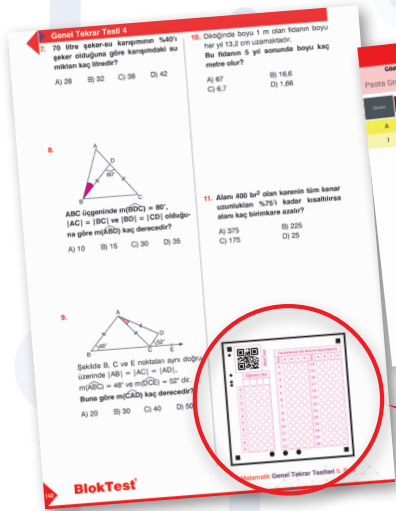 Genel Tekrar Testi 4
7. 70 litre şeker-su karışımının %40'ı
şeker olduğuna göre karışımdaki su
miktarı kaç litredir?
A) 28 B) 32 C) 38 D) 42
8.
A
D
80°
B
C
ABC üçgeninde m(BDC) = 80°,
|AC| = |BC| ve |BD| = |CD| olduğu-
na göre m(ABD) kaç derecedir?
A) 10 B) 15 C) 30 D) 35
9.
A
D
48°
52°
B
C
E
Şekilde B, C ve E noktaları aynı doğru
üzerinde |AB| = |AC| = |AD|,
m(ABC) = 48° ve m(DCE) = 52° dir.
Buna göre m(CAD) kaç derecedir?
A) 20 B) 30 C) 40 D) 50
10. Dikildiğinde boyu 1 m olan fidanın boyu
her yıl 13,2 cm uzamaktadır.
Bu fidanın 5 yıl sonunda boyu kaç
metre olur?
A) 67 B) 16,6
C) 6,7 D) 1,66
11. Alanı 400 br² olan karenin tüm kenar
uzunlukları %75'i kadar kısaltılırsa
alanı kaç birimkare azalır?
A) 375 B) 225
C) 175 D) 25
BlokTest
Matematik Genel Tekrar Testleri 6.
Pasta Gr
A
1